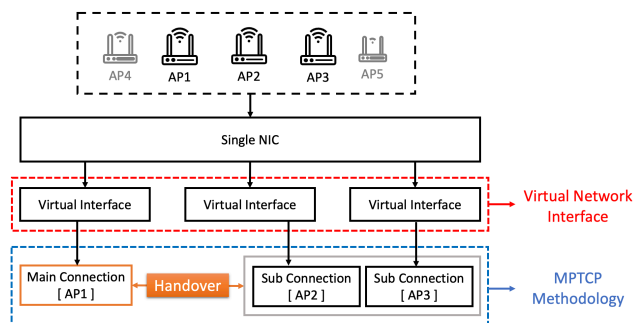 AP4
AP1
AP2
AP3
AP5
Single NIC
Virtual Interface
Virtual Interface
Virtual Interface
Virtual Network
Interface
Main Connection
[ AP1 ]
Handover
Sub Connection
[ AP2 ]
Sub Connection
[ AP3 ]
MPTCP
Methodology